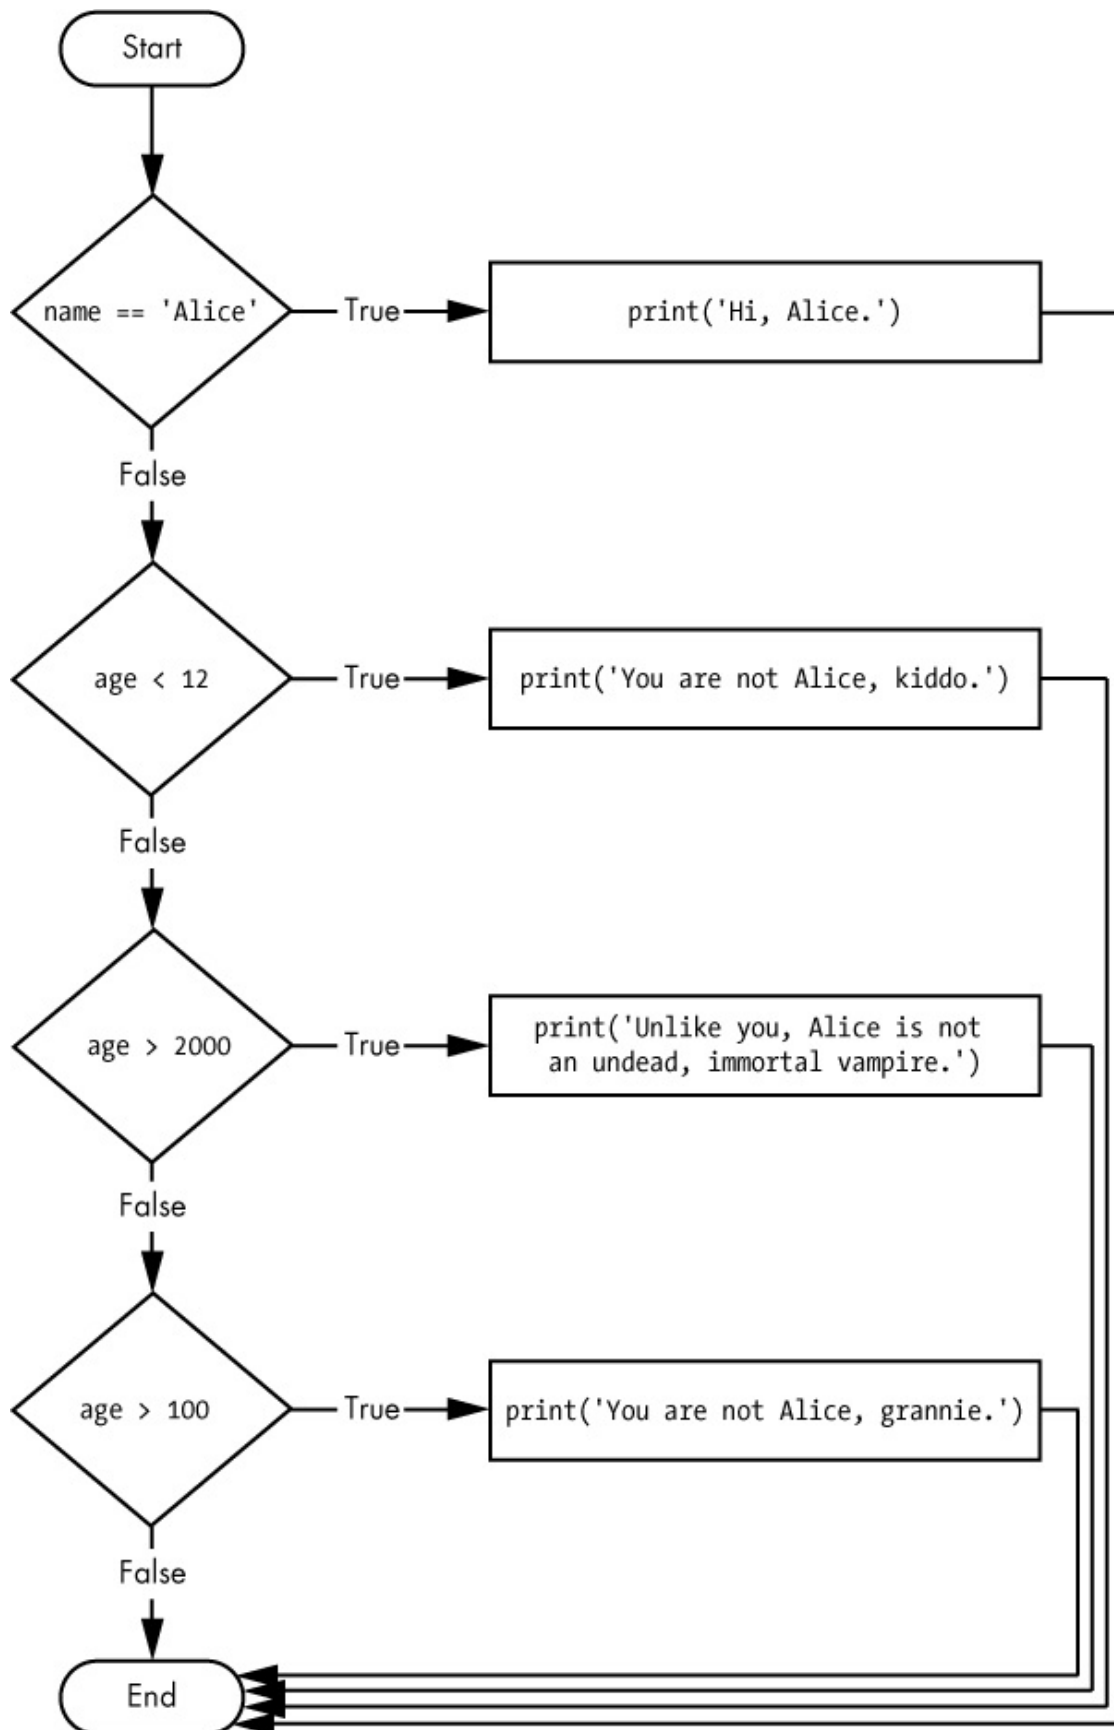 Start
name == 'Alice'
True
print('Hi, Alice.')
False
age < 12
True
print('You are not Alice, kiddo.')
False
age > 2000
True
print('Unlike you, Alice is not
an undead, immortal vampire.')
False
age > 100
True
print('You are not Alice, grannie.')
False
End